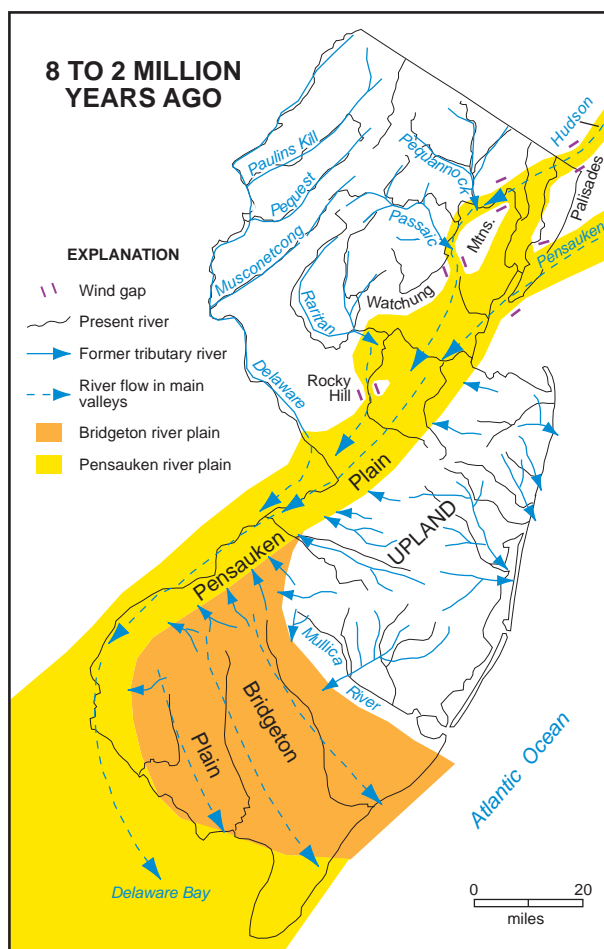 8 TO 2 MILLION
YEARS AGO
Hudson
Paulins Kill
Pequannock
Palisades
Pequest
Passaic
Mtns.
Pensauken
EXPLANATION
Musconetcong
Wind gap
Watchung
Raritan
Present river
Former tributary river
Delaware
River flow in main
valleys
Rocky
Hill
Bridgeton river plain
Pensauken river plain
Plain
UPLAND
Pensauken
Mullica
River
Bridgeton
Plain
Atlantic Ocean
Delaware Bay
0 20
miles